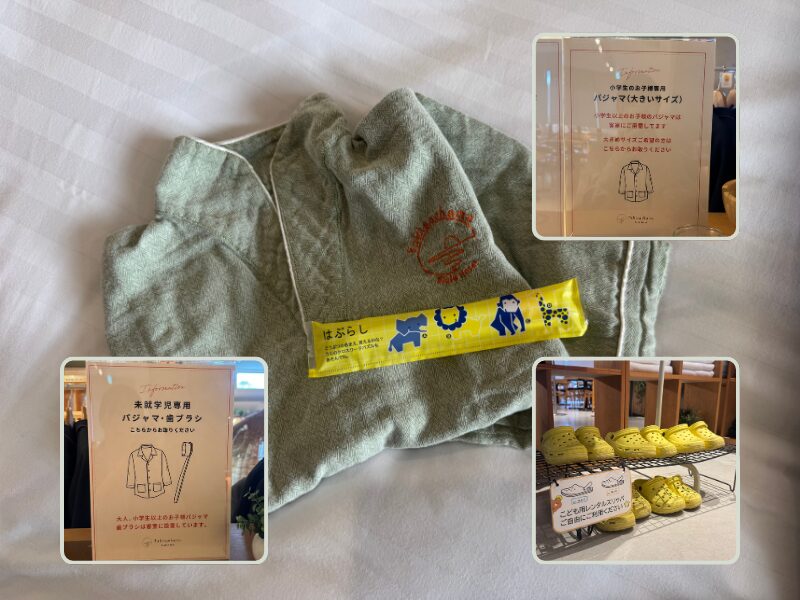 Information
小学生のお子様専用
パジャマ(大きいサイズ)
小学生以上のお子様のパジャマは
客室にご用意してます
大きめサイズご希望の方は
こちらからお取りください
はぶらし
Information
未就学児専用
パジャマ・歯ブラシ
こちらからお取りください
大人、小学生以上のお子様パジャマ
歯ブラシは客室に設置しています。
こども用レンタルスリッパ
ご自由にご利用ください